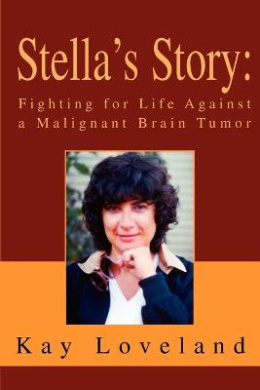 Stella's Story:
Fighting for Life Against
a Malignant Brain Tumor
Kay Loveland